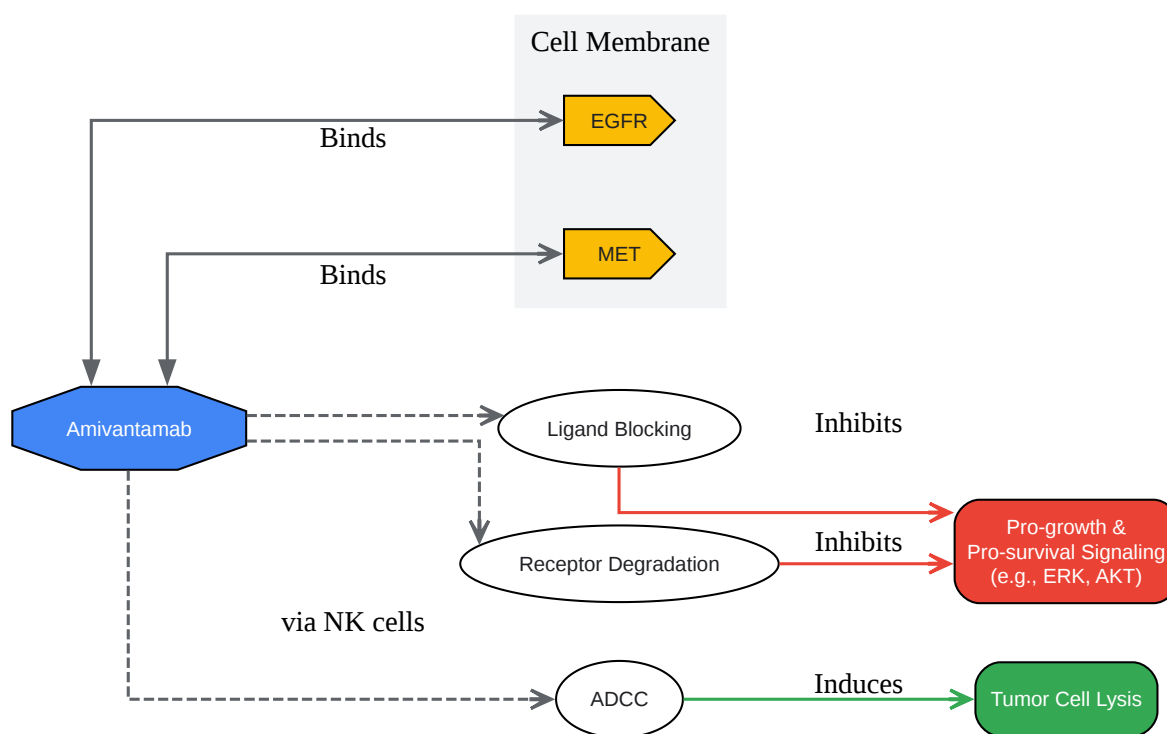 Cell Membrane
EGFR
Binds
MET
Binds
Amivantamab
Ligand Blocking
Inhibits
Pro-growth &
Pro-survival Signaling
(e.g., ERK, AKT)
Inhibits
Receptor Degradation
via NK cells
ADCC
Induces
Tumor Cell Lysis